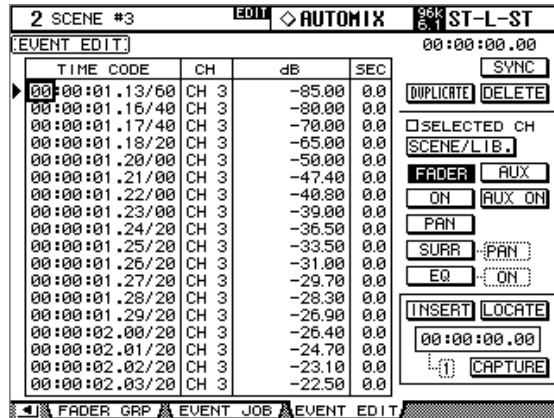 2 SCENE #3 EDIT ◇AUTOMIX 96k 6.1 ST-L-ST
EVENT EDIT 00:00:00.00
TIME CODE CH dB SEC SYNC
00:00:01.13/60 CH 3 -85.00 0.0 DUPLICATE DELETE
00:00:01.16/40 CH 3 -80.00 0.0
00:00:01.17/40 CH 3 -70.00 0.0 SELECTED CH
00:00:01.18/20 CH 3 -65.00 0.0 SCENE/LIB.
00:00:01.20/00 CH 3 -50.00 0.0
00:00:01.21/00 CH 3 -47.40 0.0 FADER AUX
00:00:01.22/00 CH 3 -40.80 0.0 ON AUX ON
00:00:01.23/00 CH 3 -39.00 0.0
00:00:01.24/20 CH 3 -36.50 0.0 PAN
00:00:01.25/20 CH 3 -33.50 0.0 SURR PAN
00:00:01.26/20 CH 3 -31.00 0.0
00:00:01.27/20 CH 3 -29.70 0.0 EQ ON
00:00:01.28/20 CH 3 -28.30 0.0
00:00:01.29/20 CH 3 -26.90 0.0 INSERT LOCATE
00:00:02.00/20 CH 3 -26.40 0.0 00:00:00.00
00:00:02.01/20 CH 3 -24.70 0.0
00:00:02.02/20 CH 3 -23.10 0.0 1 CAPTURE
00:00:02.03/20 CH 3 -22.50 0.0
FADER GRP EVENT JOB EVENT EDIT